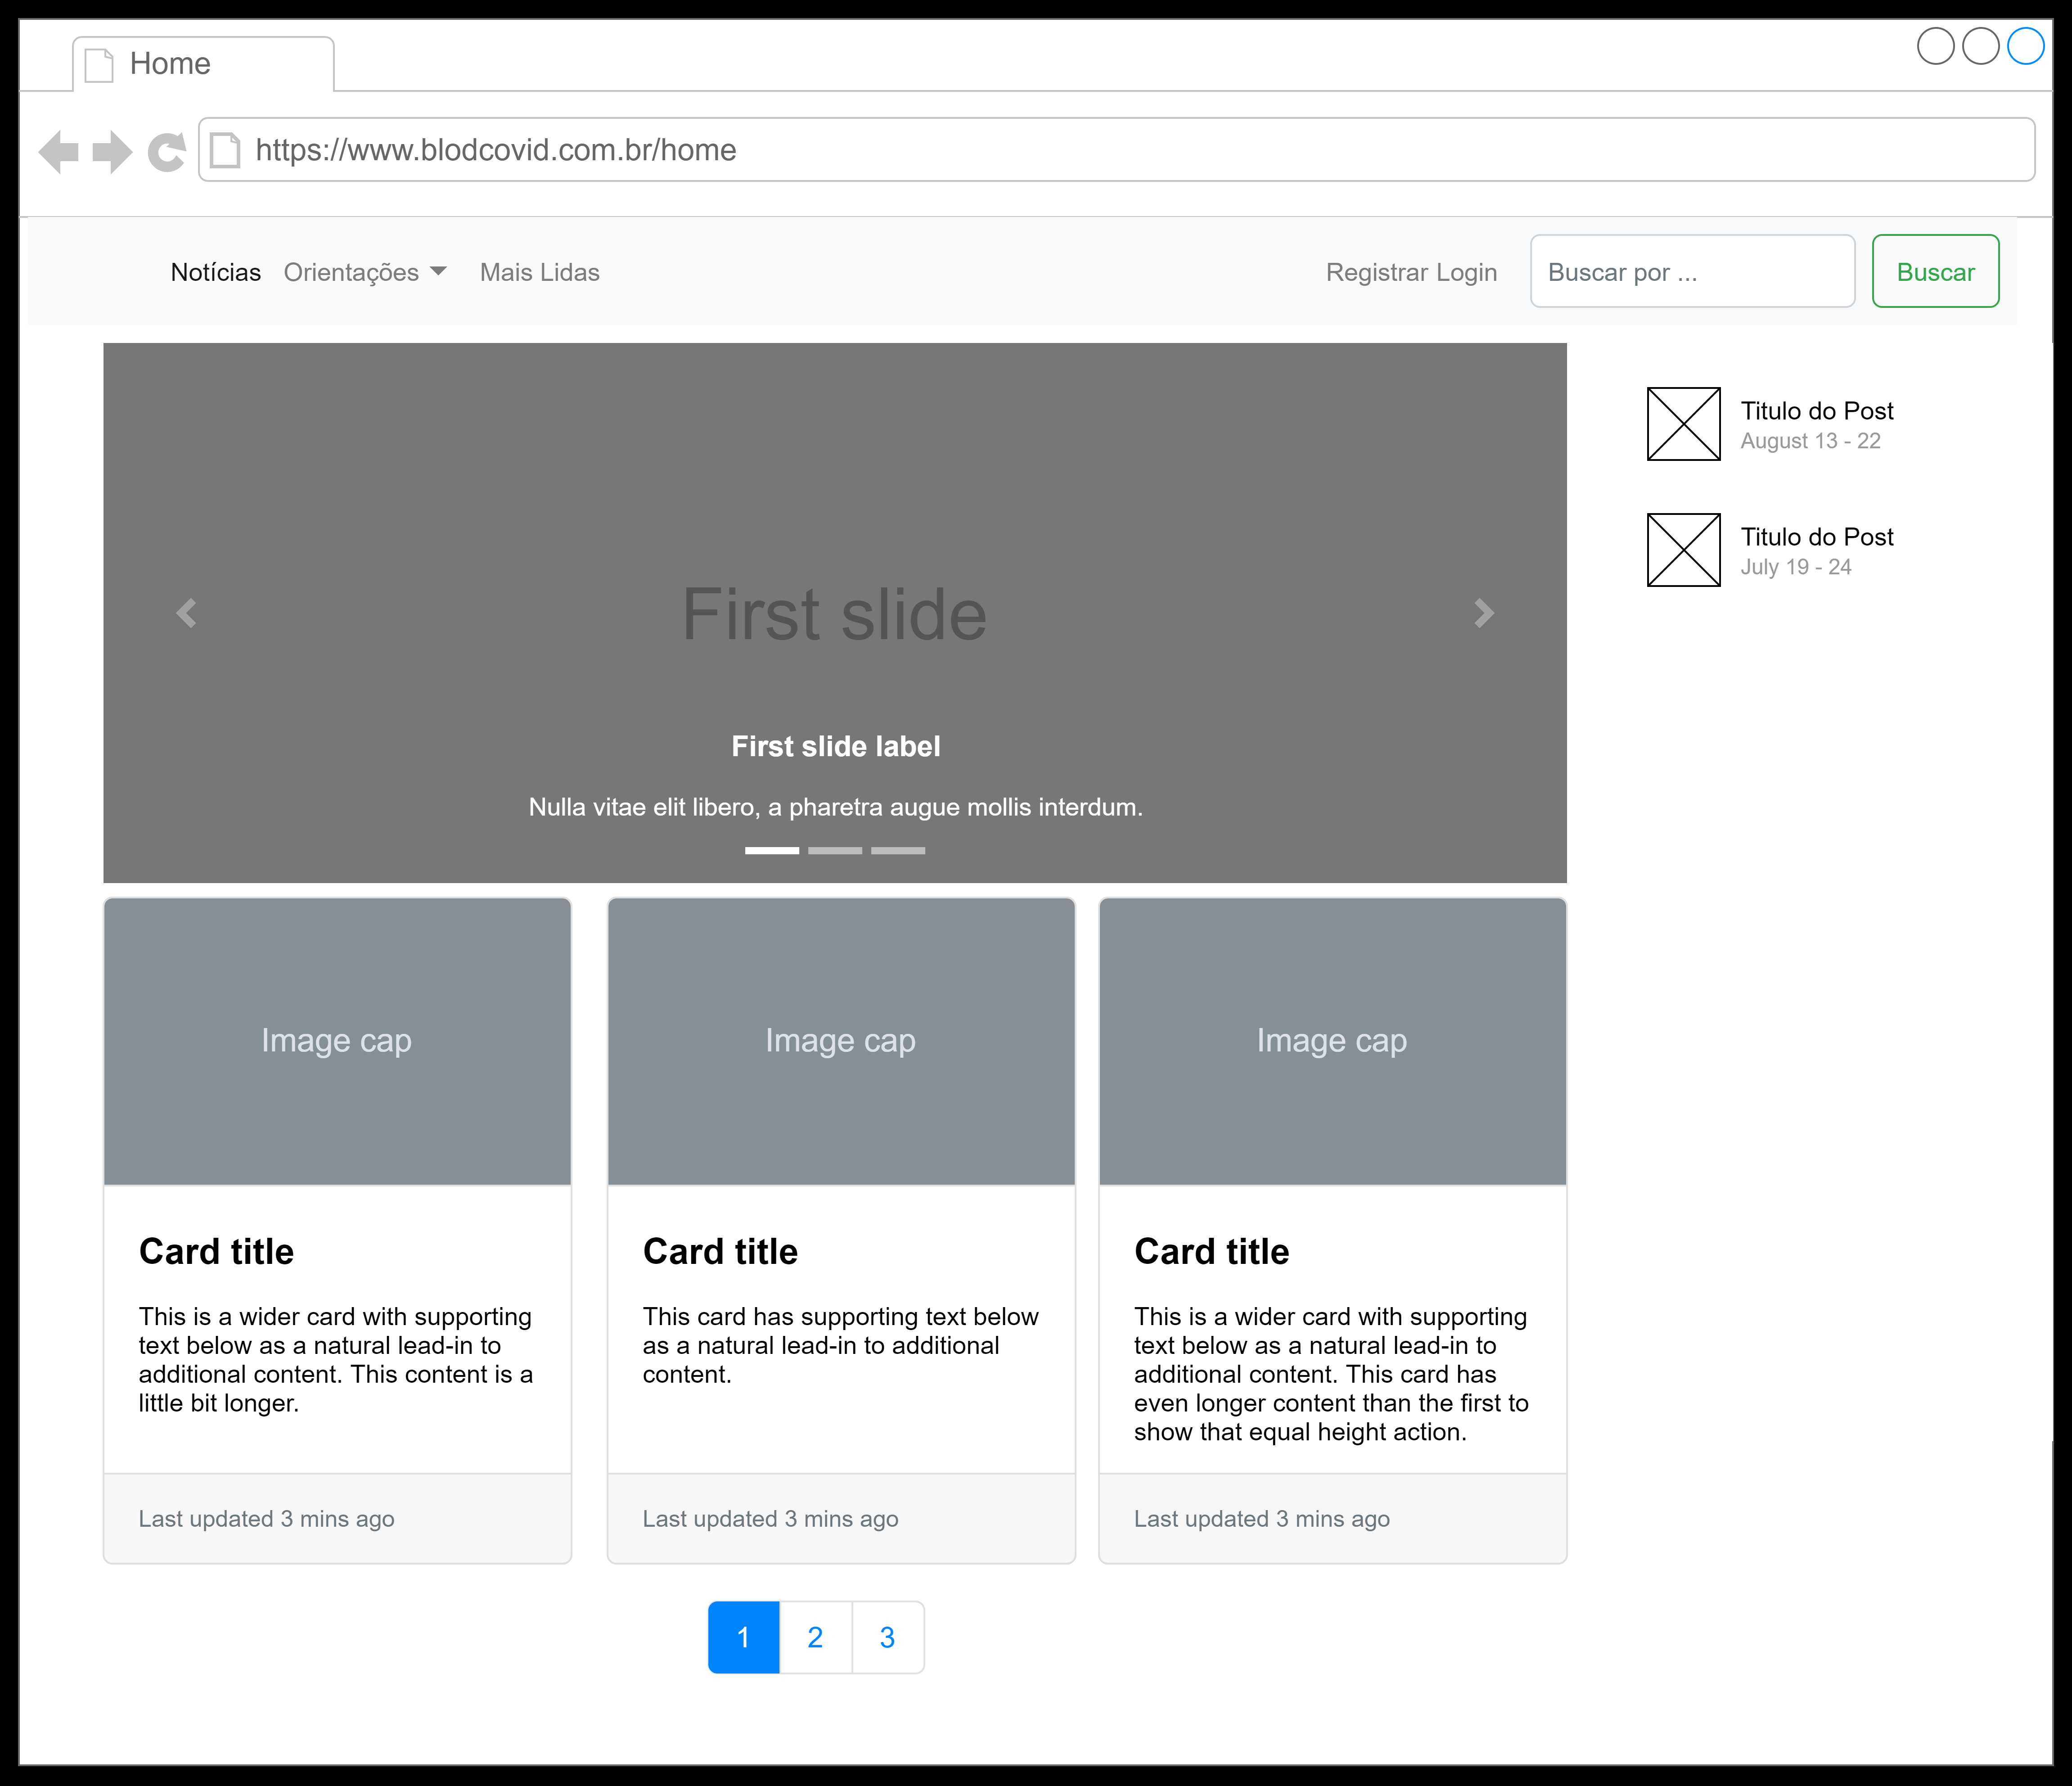 Home
https://www.blodcovid.com.br/home
Notícias Orientações Mais Lidas Registrar Login Buscar por ... Buscar
First slide
First slide label
Nulla vitae elit libero, a pharetra augue mollis interdum.
Titulo do Post
August 13 - 22
Titulo do Post
July 19 - 24
Image cap
Card title
This is a wider card with supporting
text below as a natural lead-in to
additional content. This content is a
little bit longer.
Last updated 3 mins ago
Image cap
Card title
This card has supporting text below
as a natural lead-in to additional
content.
Last updated 3 mins ago
Image cap
Card title
This is a wider card with supporting
text below as a natural lead-in to
additional content. This card has
even longer content than the first to
show that equal height action.
Last updated 3 mins ago
1 2 3